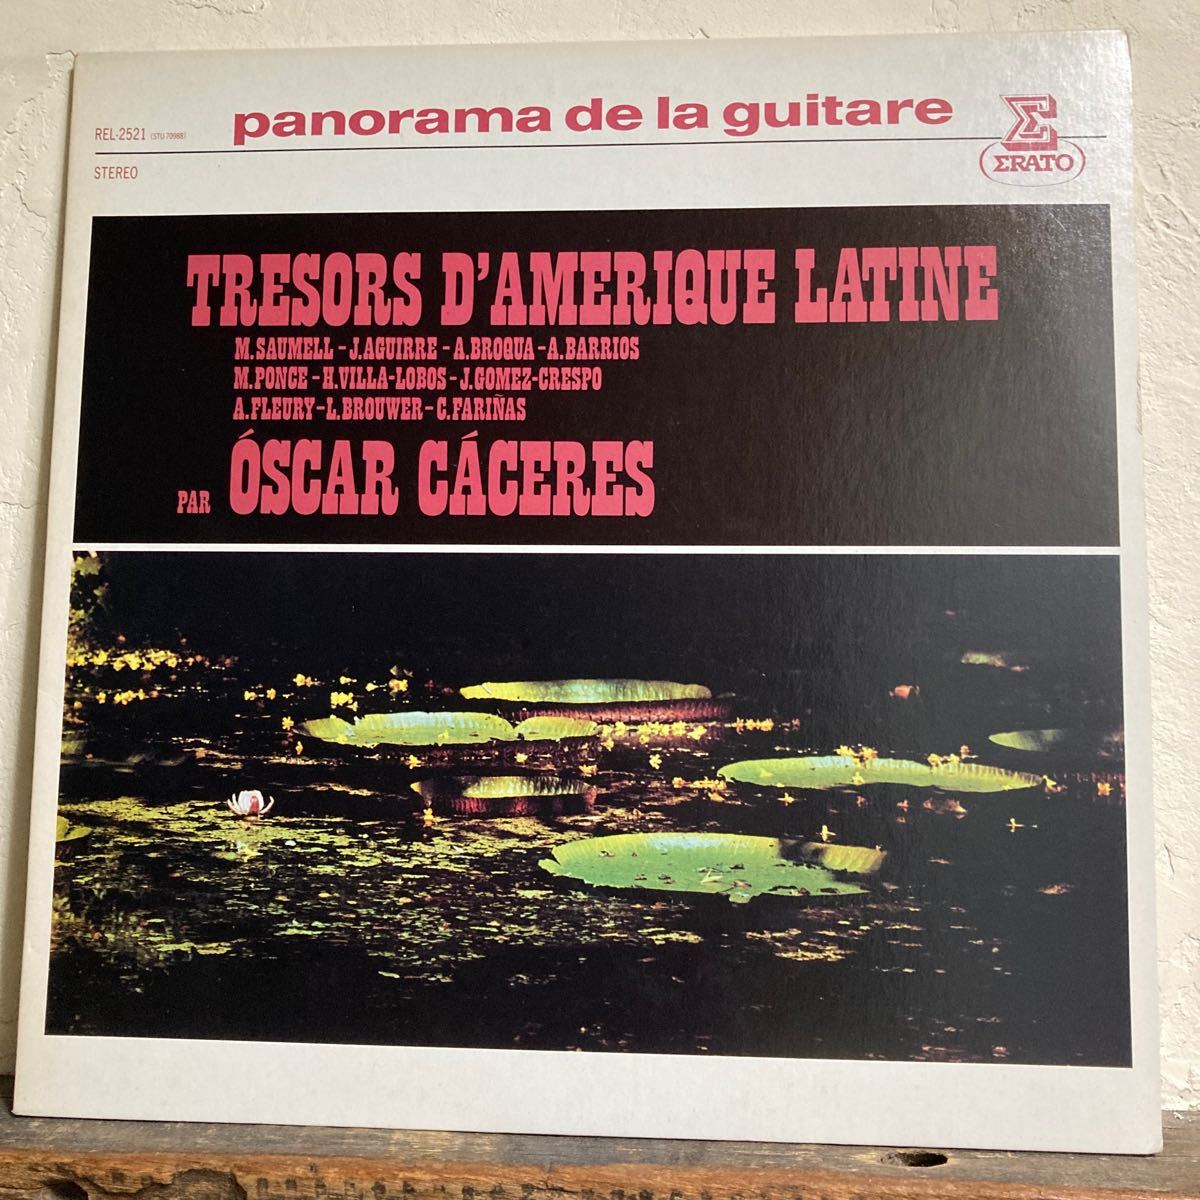 panorama de la guitare
REL-2521 (STU-70988)
STEREO
ERATO
TRESORS D'AMERIQUE LATINE
M. SAUMELL - J. AGUIRRE - A. BROQUA - A. BARRIOS
M. PONCE - H. VILLA-LOBOS - J. GOMEZ-CRESPO
A. FLEURY - L. BROUWER - C. FARIÑAS
PAR ÓSCAR CÁCERES